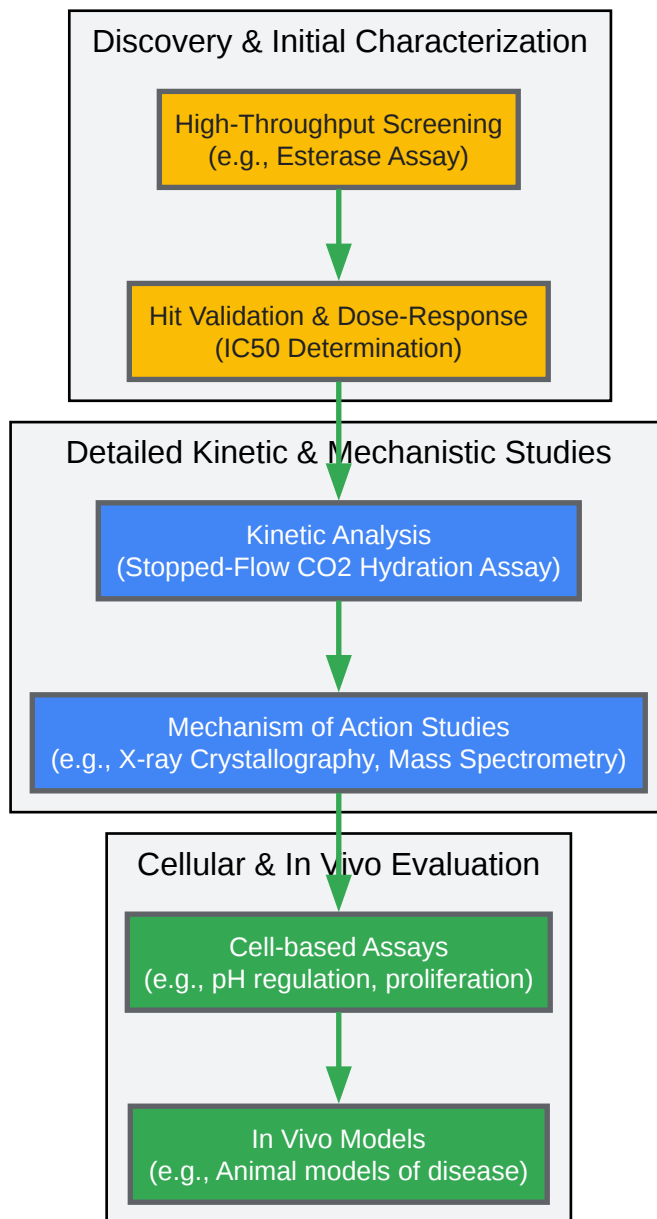 Discovery & Initial Characterization
High-Throughput Screening
(e.g., Esterase Assay)
Hit Validation & Dose-Response
(IC50 Determination)
Detailed Kinetic & Mechanistic Studies
Kinetic Analysis
(Stopped-Flow CO2 Hydration Assay)
Mechanism of Action Studies
(e.g., X-ray Crystallography, Mass Spectrometry)
Cellular & In Vivo Evaluation
Cell-based Assays
(e.g., pH regulation, proliferation)
In Vivo Models
(e.g., Animal models of disease)